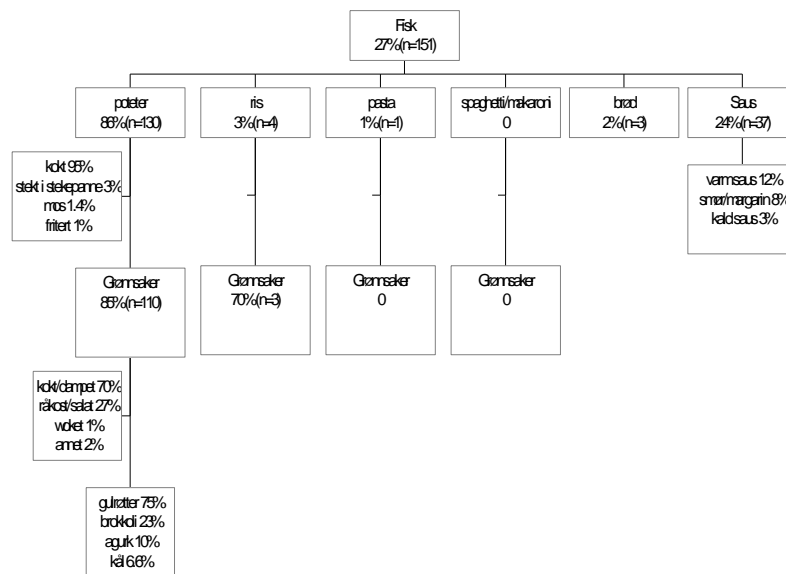 Fisk
27%(n=151)
poteter
86%(n=130)
ris
3%(n=4)
pasta
1%(n=1)
spaghetti/makaroni
0
brød
2%(n=3)
Saus
24%(n=37)
kokt 95%
stekt i stekepanne 3%
mos 1.4%
fritert 1%
varmsaus 12%
smør/margarin 8%
kald saus 3%
Grønnsaker
85%(n=110)
Grønnsaker
70%(n=3)
Grønnsaker
0
Grønnsaker
0
kokt/dampet 70%
råkost/salat 27%
woket 1%
annet 2%
gulrøtter 75%
brokkoli 23%
agurk 10%
kål 6.6%